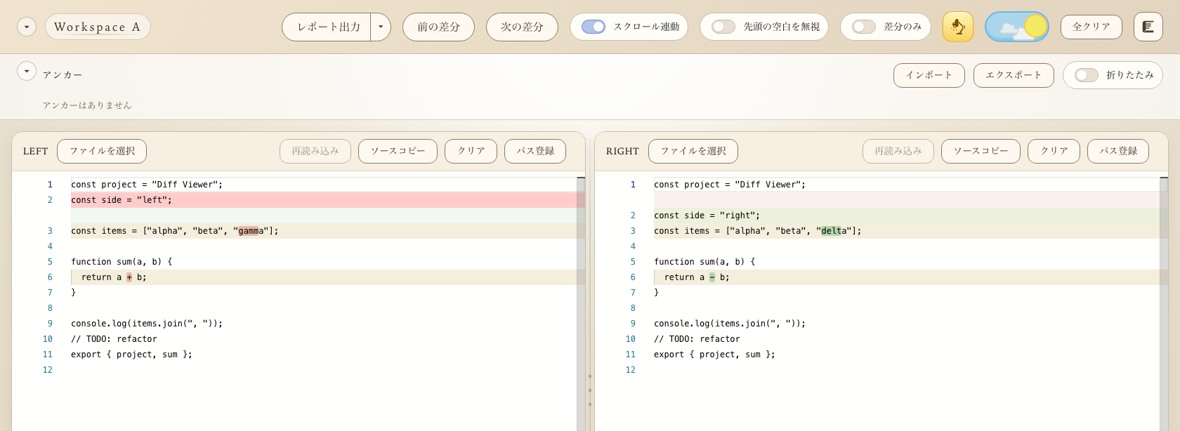 Workspace A
レポート出力
前の差分
次の差分
スクロール連動
先頭の空白を無視
差分のみ
全クリア
アンカー
インポート
エクスポート
折りたたみ
アンカーはありません
LEFT
ファイルを選択
再読み込み
ソースコピー
クリア
パス登録
1 const project = "Diff Viewer";
2 const side = "left";
3 const items = ["alpha", "beta", "gamma"];
4
5 function sum(a, b) {
6 return a + b;
7 }
8
9 console.log(items.join(", "));
10 // TODO: refactor
11 export { project, sum };
12
RIGHT
ファイルを選択
再読み込み
ソースコピー
クリア
パス登録
1 const project = "Diff Viewer";
2 const side = "right";
3 const items = ["alpha", "beta", "delta"];
4
5 function sum(a, b) {
6 return a - b;
7 }
8
9 console.log(items.join(", "));
10 // TODO: refactor
11 export { project, sum };
12